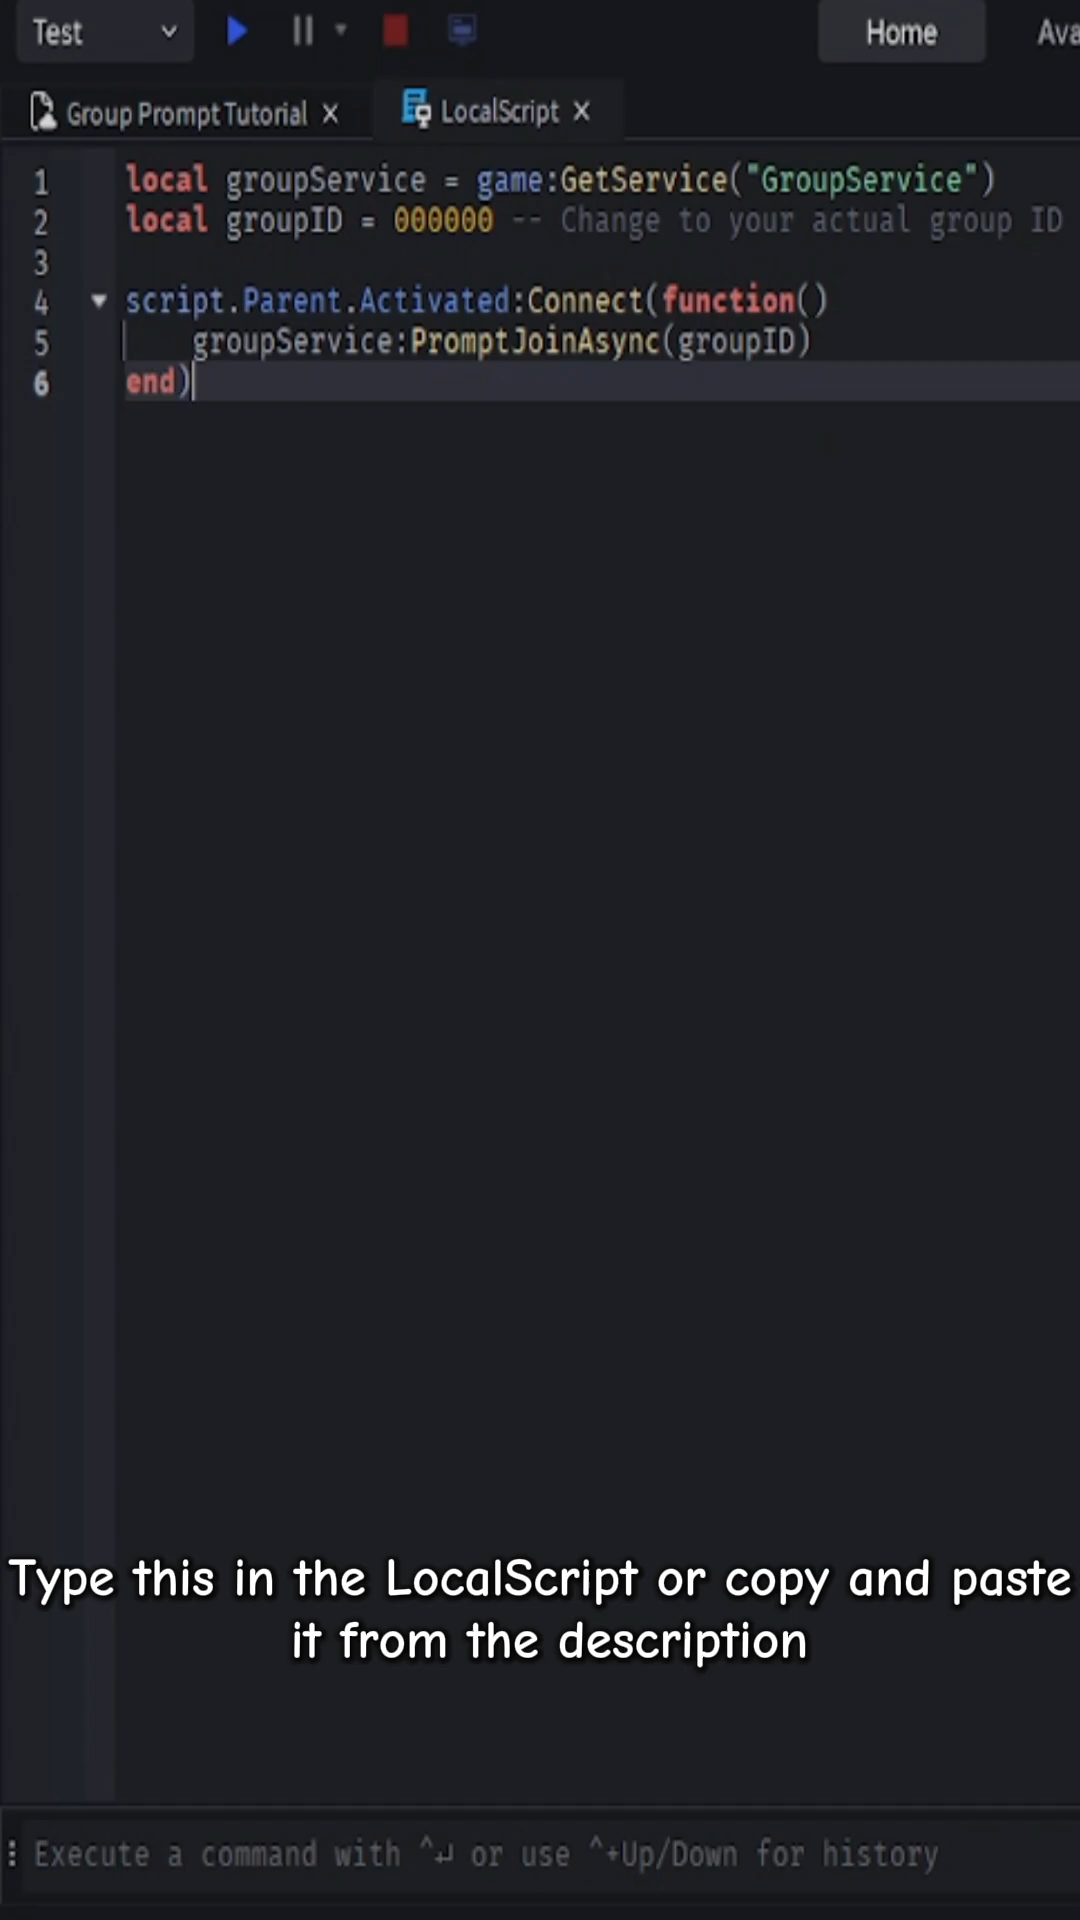 Test
Home
Ava
Group Prompt Tutorial
LocalScript
1 local groupService = game:GetService("GroupService")
2 local groupID = 000000 -- Change to your actual group ID
3
4 script.Parent.Activated:Connect(function()
5 groupService:PromptJoinAsync(groupID)
6 end)
Type this in the LocalScript or copy and paste
it from the description
Execute a command with ^↵ or use ^+Up/Down for history